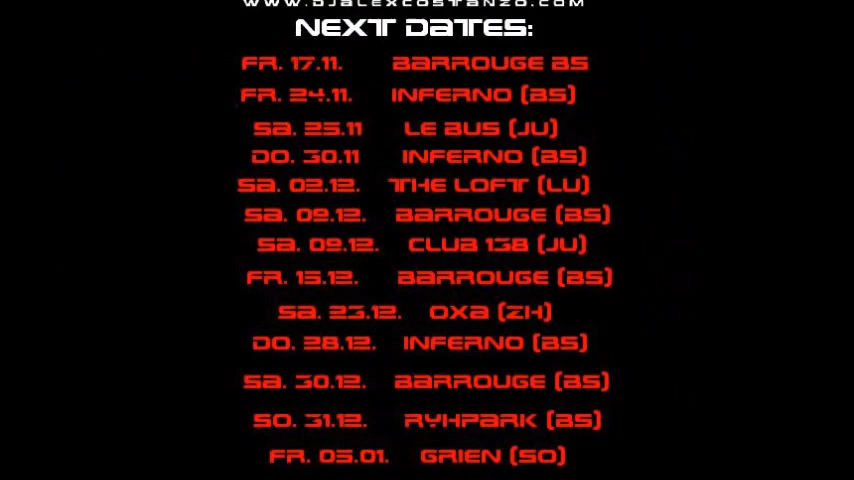 www.djalexcostanzo.com
Next Dates:
Fr. 17.11. Barrouge BS
Fr. 24.11. Inferno (BS)
Sa. 25.11 Le Bus (JU)
Do. 30.11 Inferno (BS)
Sa. 02.12. The Loft (LU)
Sa. 09.12. Barrouge (BS)
Sa. 09.12. Club 138 (JU)
Fr. 15.12. Barrouge (BS)
Sa. 23.12. Oxa (ZH)
Do. 28.12. Inferno (BS)
Sa. 30.12. Barrouge (BS)
So. 31.12. Ryhpark (BS)
Fr. 05.01. Grien (SO)